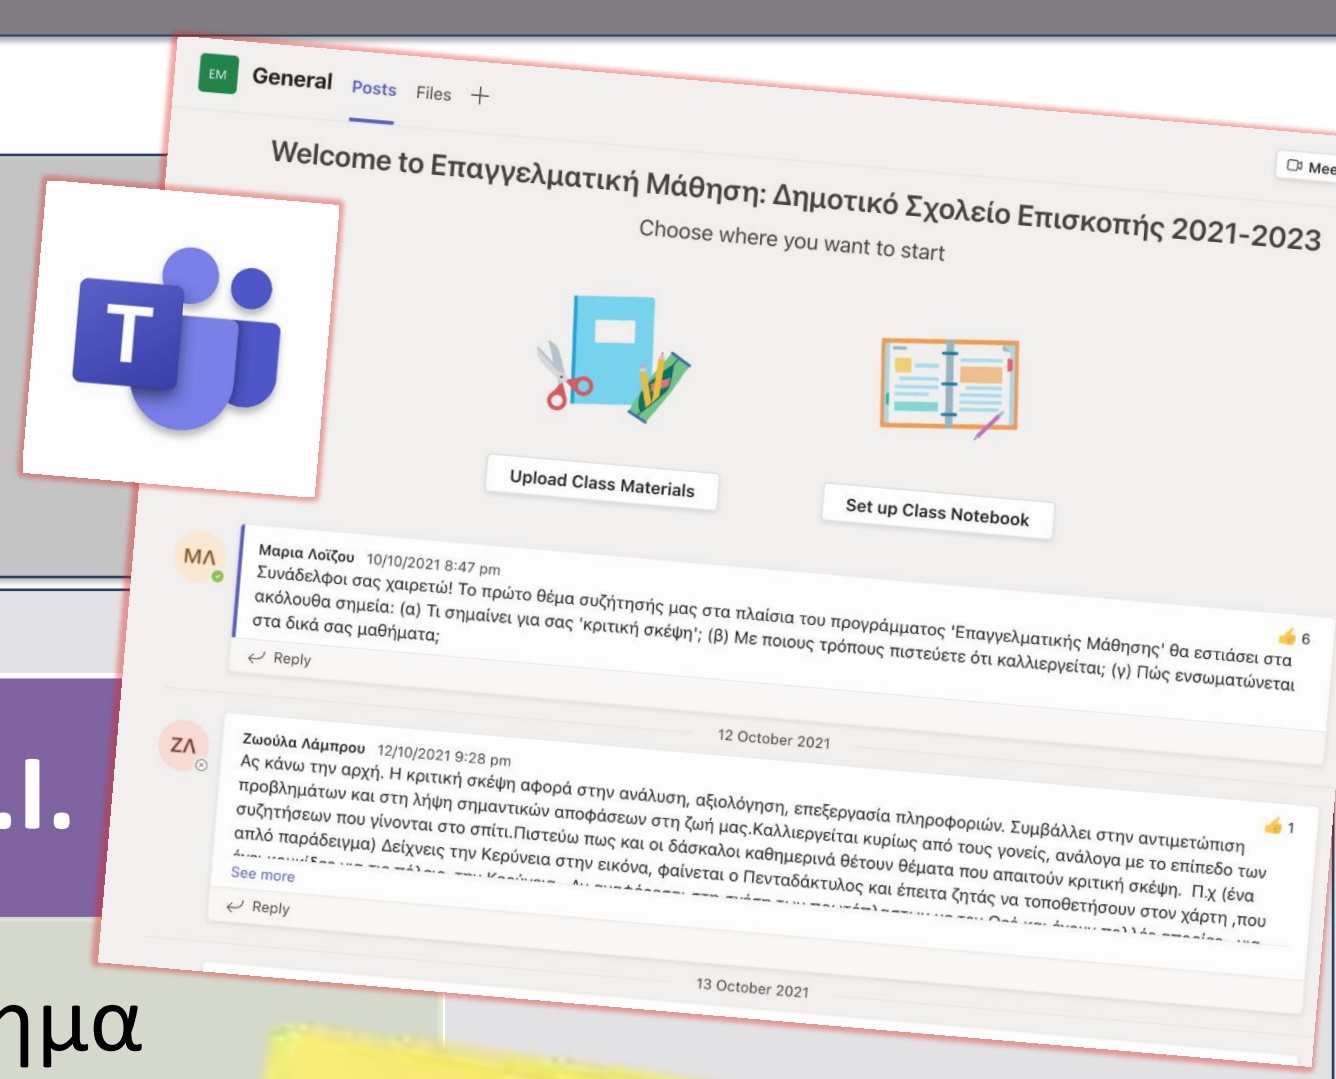 EM General Posts Files
Mee
Welcome to Επαγγελματική Μάθηση: Δημοτικό Σχολείο Επισκοπής 2021-2023
Choose where you want to start
T
Upload Class Materials
Set up Class Notebook
ΜΛ
Μαρια Λοϊζου 10/10/2021 8:47 pm
Συνάδελφοι σας χαιρετώ! Το πρώτο θέμα συζήτησής μας στα πλαίσια του προγράμματος 'Επαγγελματικής Μάθησης' θα εστιάσει στα
ακόλουθα σημεία: (α) Τι σημαίνει για σας 'κριτική σκέψη'; (β) Με ποιους τρόπους πιστεύετε ότι καλλιεργείται; (γ) Πώς ενσωματώνεται
στα δικά σας μαθήματα;
6
Reply
12 October 2021
ΖΛ
Ζωούλα Λάμπρου 12/10/2021 9:28 pm
Ας κάνω την αρχή. Η κριτική σκέψη αφορά στην ανάλυση, αξιολόγηση, επεξεργασία πληροφοριών. Συμβάλλει στην αντιμετώπιση
προβλημάτων και στη λήψη σημαντικών αποφάσεων στη ζωή μας.Καλλιεργείται κυρίως από τους γονείς, ανάλογα με το επίπεδο των
συζητήσεων που γίνονται στο σπίτι.Πιστεύω πως και οι δάσκαλοι καθημερινά θέτουν θέματα που απαιτούν κριτική σκέψη. Π.χ (ένα
απλό παράδειγμα) Δείχνεις την Κερύνεια στην εικόνα, φαίνεται ο Πενταδάκτυλος και έπειτα ζητάς να τοποθετήσουν στον χάρτη ,που
1
See more
Reply
13 October 2021
.Ι.
ημα